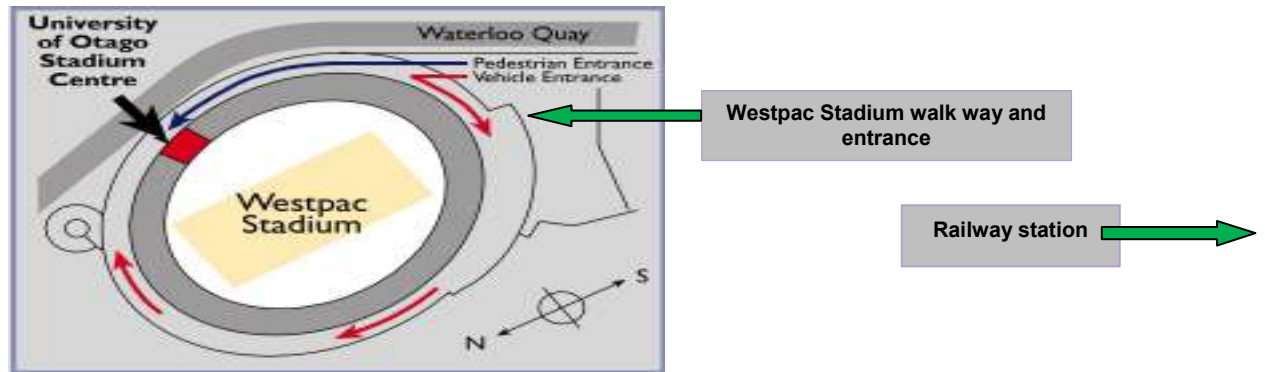 University
of Otago
Stadium
Centre
Waterloo Quay
Pedestrian Entrance
Vehicle Entrance
Westpac Stadium walk way and
entrance
Westpac
Stadium
Railway station
S
N